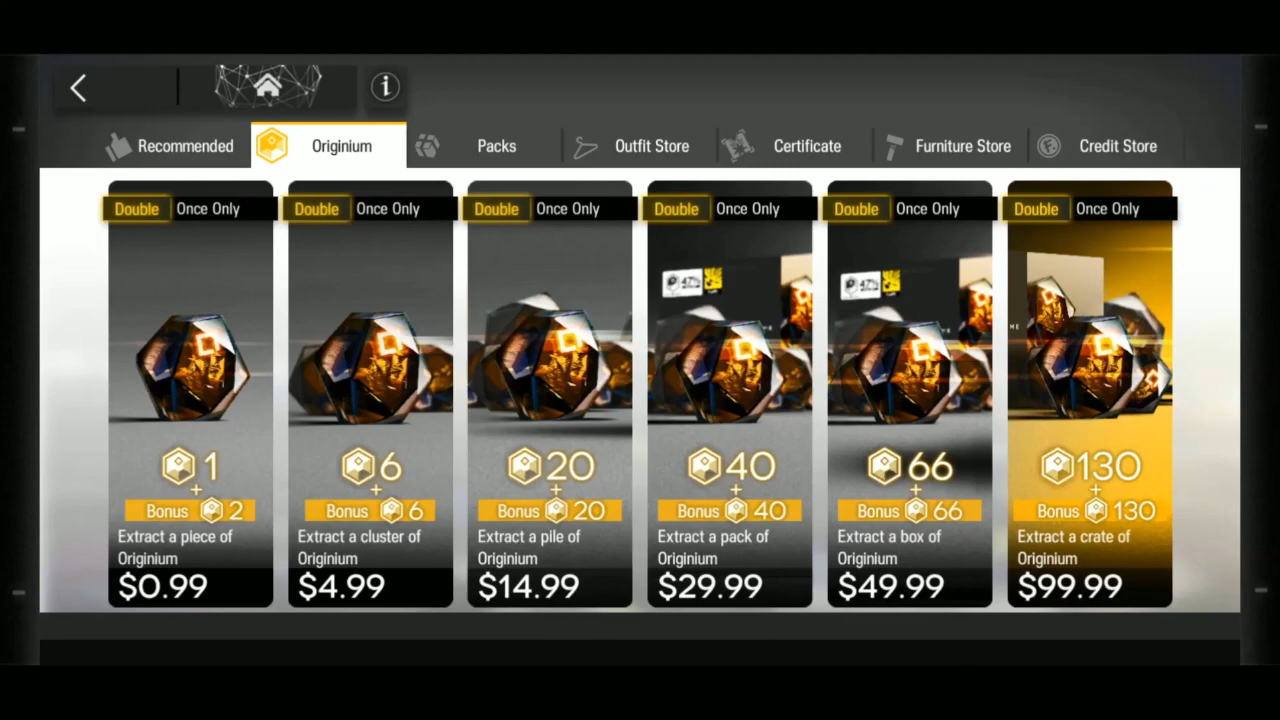 Recommended
Originium
Packs
Outfit Store
Certificate
Furniture Store
Credit Store
Double Once Only
1
+
Bonus 2
Extract a piece of
Originium
$0.99
Double Once Only
6
+
Bonus 6
Extract a cluster of
Originium
$4.99
Double Once Only
20
+
Bonus 20
Extract a pile of
Originium
$14.99
Double Once Only
40
+
Bonus 40
Extract a pack of
Originium
$29.99
Double Once Only
66
+
Bonus 66
Extract a box of
Originium
$49.99
Double Once Only
130
+
Bonus 130
Extract a crate of
Originium
$99.99